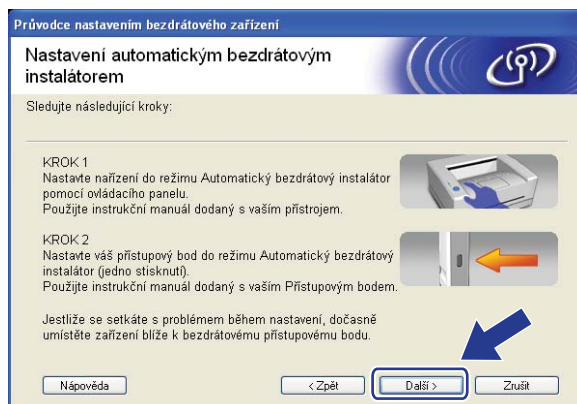 Průvodce nastavením bezdrátového zařízení
Nastavení automatickým bezdrátovým
instalátorem
Sledujte následující kroky:
KROK 1
Nastavte nařízení do režimu Automatický bezdrátový instalátor
pomocí ovládacího panelu.
Použijte instrukční manuál dodaný s vaším přístrojem.
KROK 2
Nastavte váš přístupový bod do režimu Automatický bezdrátový
instalátor (jedno stisknutí).
Použijte instrukční manuál dodaný s vaším Přístupovým bodem.
Jestliže se setkáte s problémem během nastavení, dočasně
umístěte zařízení blíže k bezdrátovému přístupovému bodu.
Nápověda < Zpět Další > Zrušit